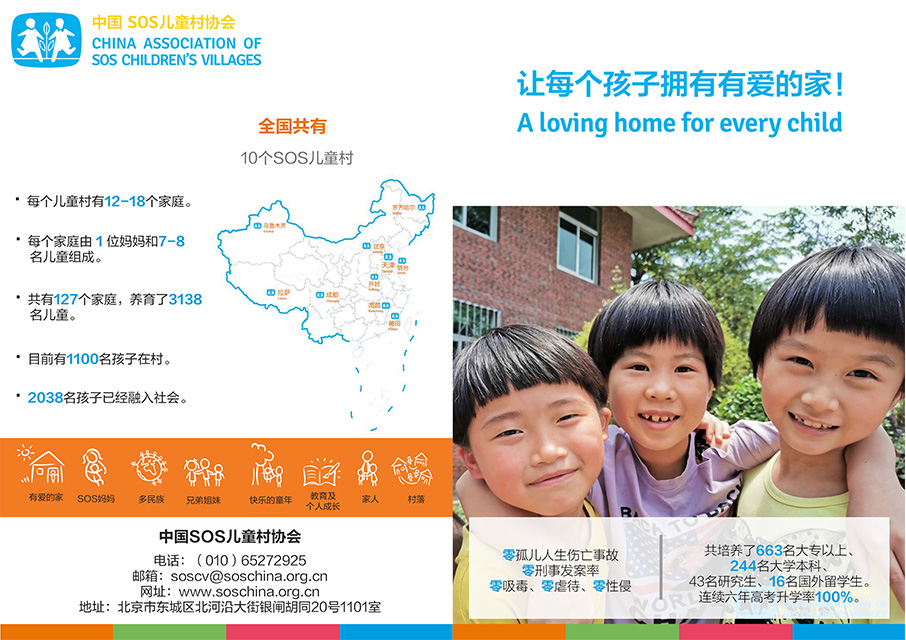 中国 SOS儿童村协会
CHINA ASSOCIATION OF
SOS CHILDREN'S VILLAGES
全国共有
10个SOS儿童村
· 每个儿童村有12-18个家庭。
· 每个家庭由 1 位妈妈和7-8
名儿童组成。
· 共有127个家庭，养育了3138
名儿童。
· 目前有1100名孩子在村。
· 2038名孩子已经融入社会。
齐齐哈尔
乌鲁木齐
北京
天津
烟台
开封
拉萨
成都
南昌
莆田
有爱的家
SOS妈妈
多民族
兄弟姐妹
快乐的童年
教育及
个人成长
家人
村落
中国SOS儿童村协会
电话：（010）65272925
邮箱：soscv@soschina.org.cn
网址：www.soschina.org.cn
地址：北京市东城区北河沿大街银闸胡同20号1101室
让每个孩子拥有有爱的家！
A loving home for every child
BACK TO BACK
WORLD
零孤儿人生伤亡事故
零刑事发案率
零吸毒、零虐待、零性侵
共培养了663名大专以上、
244名大学本科、
43名研究生、16名国外留学生。
连续六年高考升学率100%。